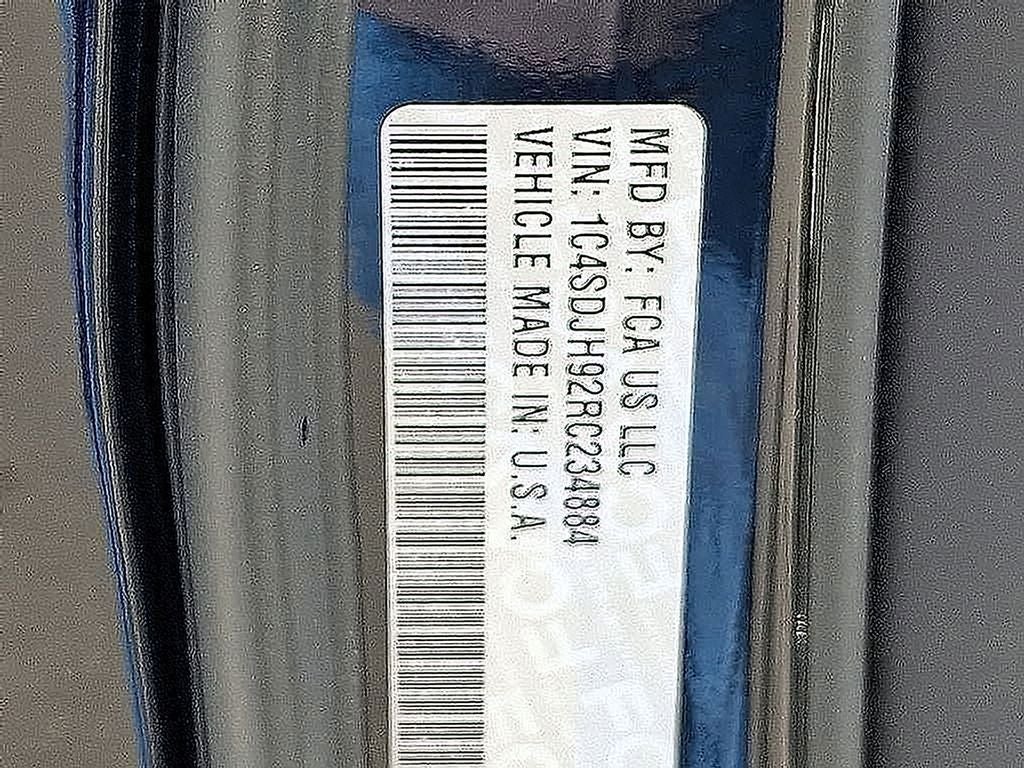 MFD BY: FCA US LLC
VIN: 1C4SDJH92RC234884
VEHICLE MADE IN: U.S.A.